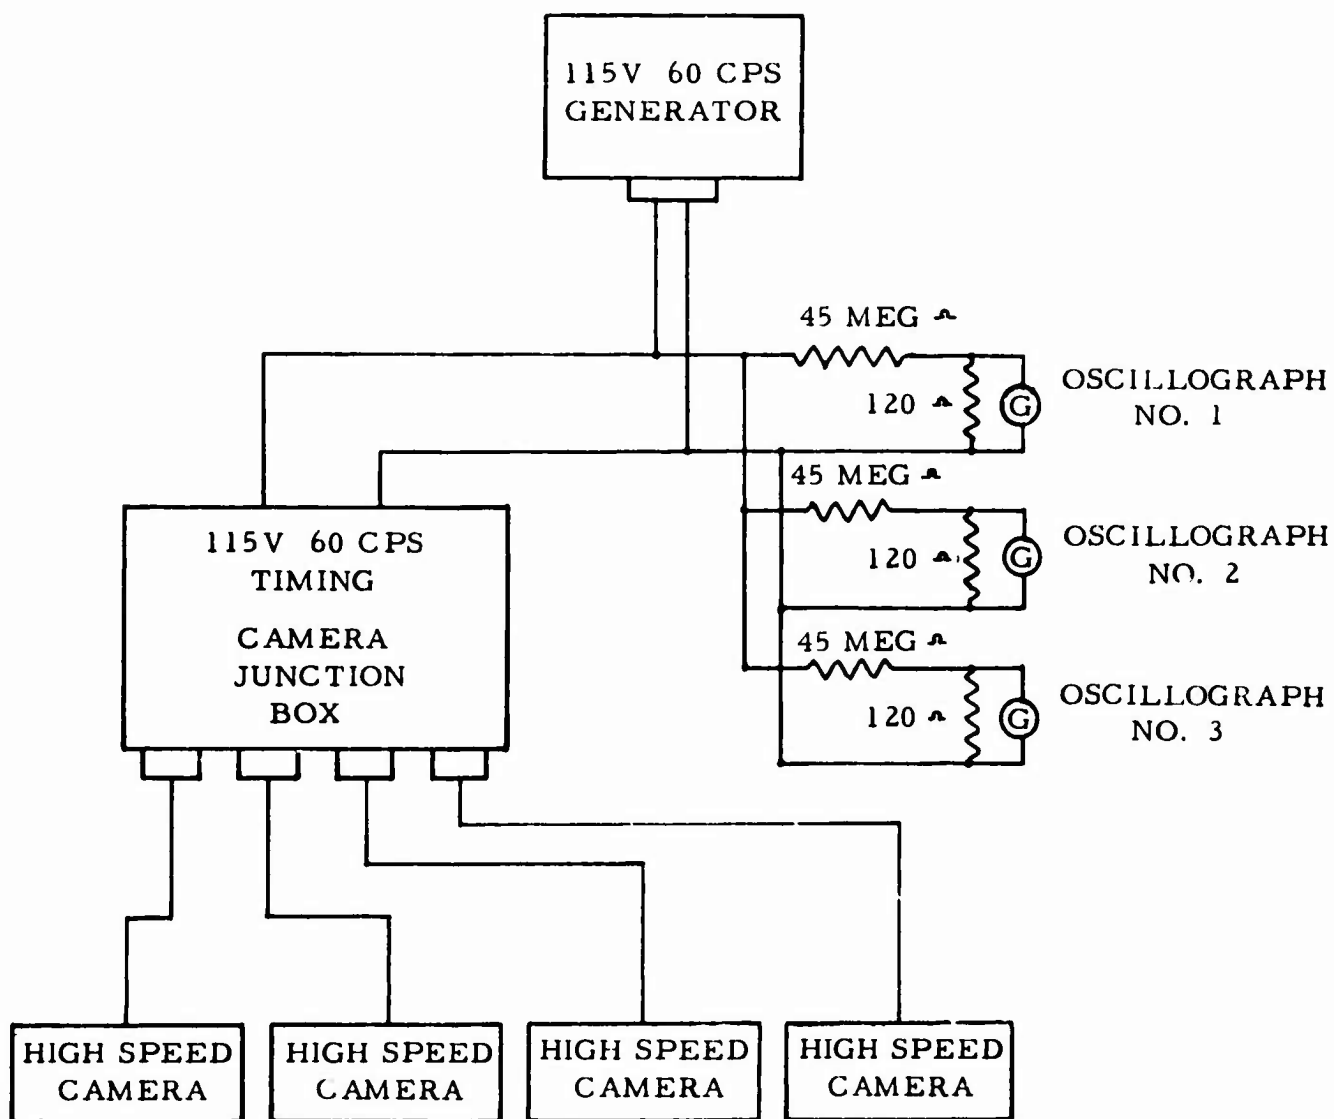 115V 60 CPS
GENERATOR
45 MEG Ω
120 Ω
G
OSCILLOGRAPH
NO. 1
45 MEG Ω
120 Ω
G
OSCILLOGRAPH
NO. 2
45 MEG Ω
120 Ω
G
OSCILLOGRAPH
NO. 3
115V 60 CPS
TIMING
CAMERA
JUNCTION
BOX
HIGH SPEED
CAMERA
HIGH SPEED
CAMERA
HIGH SPEED
CAMERA
HIGH SPEED
CAMERA